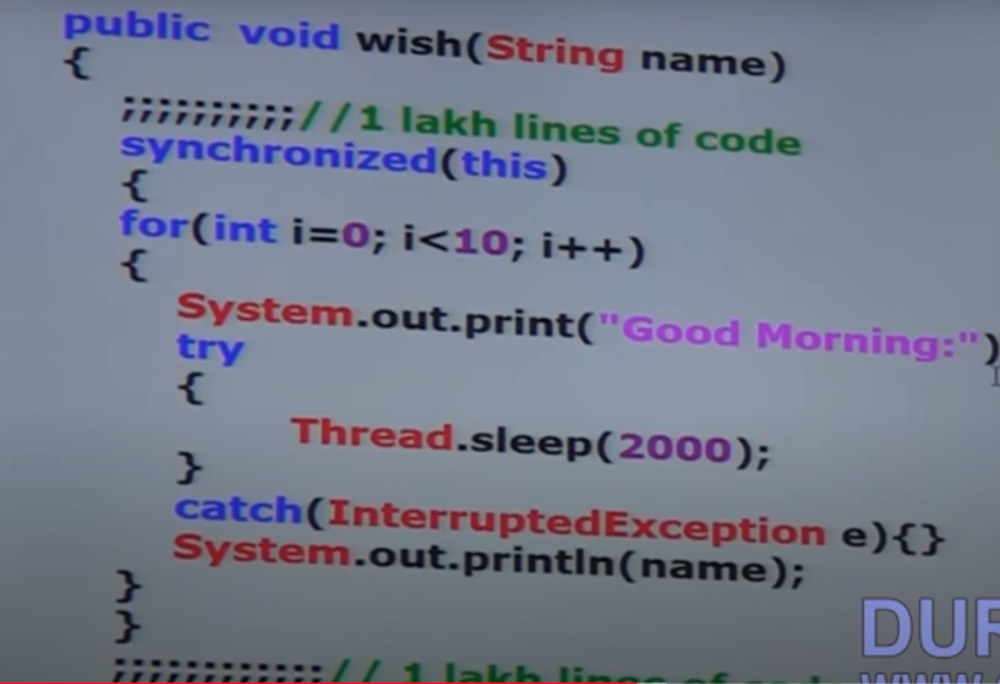 public void wish(String name)
{
;;;;;;;;;;;//1 lakh lines of code
synchronized(this)
{
for(int i=0; i<10; i++)
{
System.out.print("Good Morning:")
try
{
Thread.sleep(2000);
}
catch(InterruptedException e){}
System.out.println(name);
}
}
;;;;;;;;;;;;;// 1 lakh lines of
DUR
www.